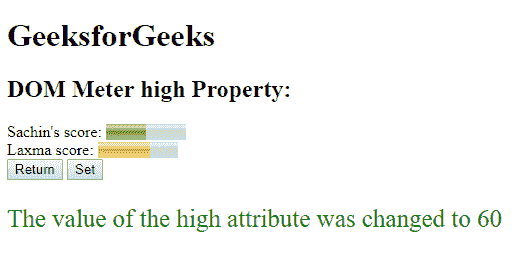 GeeksforGeeks
DOM Meter high Property:
Sachin's score:
Laxma score:
Return Set
The value of the high attribute was changed to 60